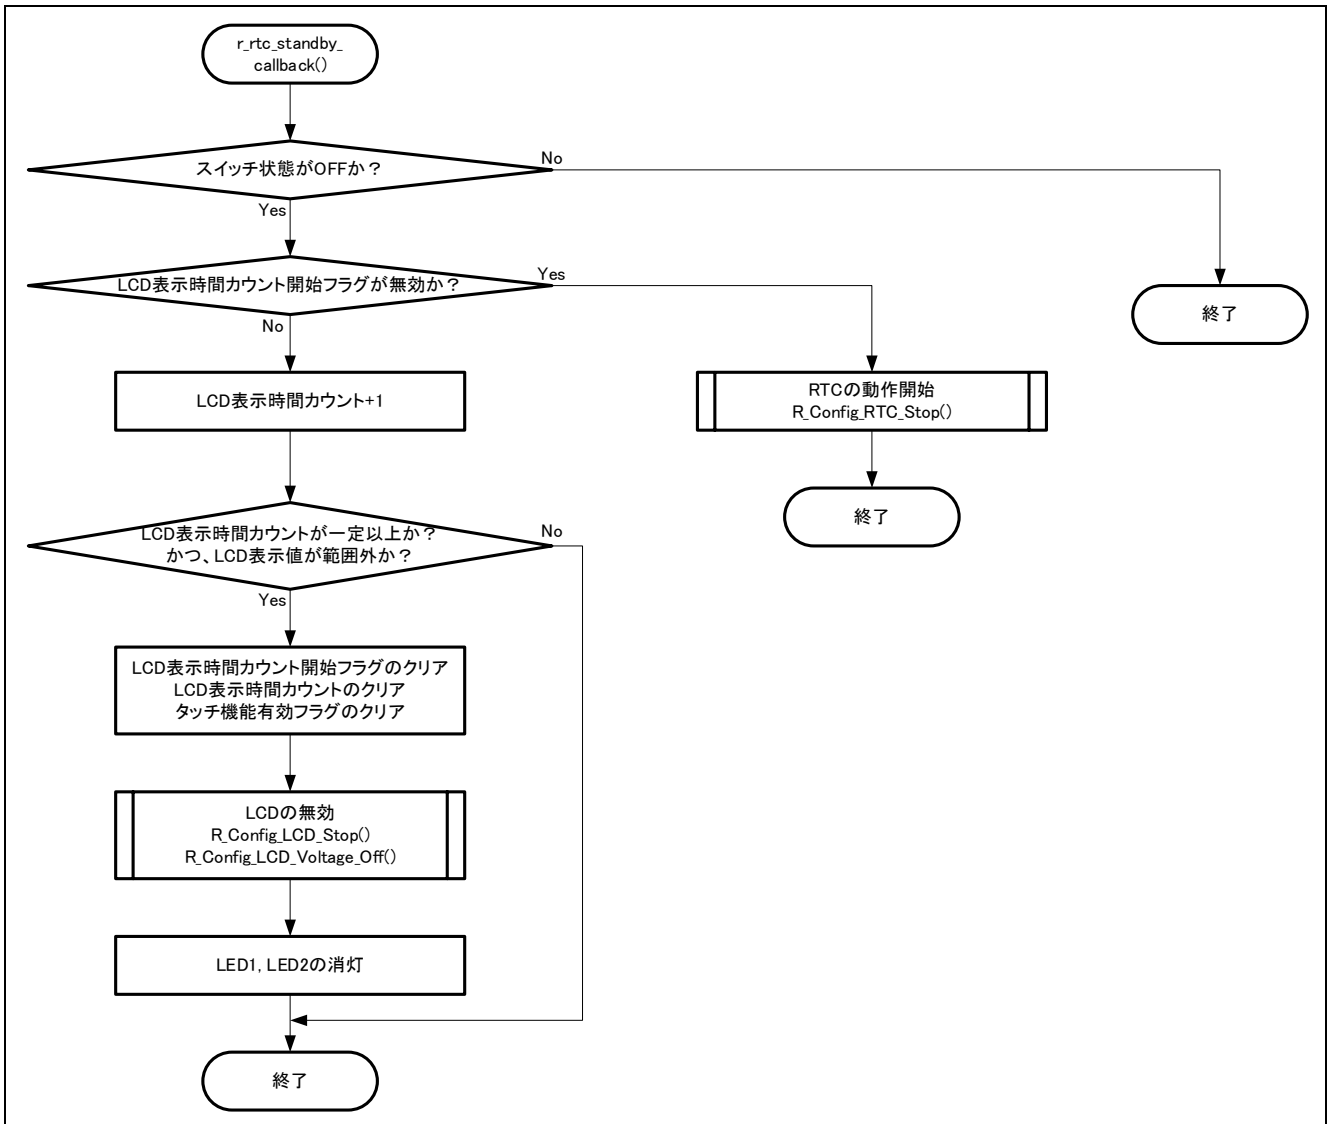 r_rtc_standby_
callback()
スイッチ状態がOFFか？
No
Yes
LCD表示時間カウント開始フラグが無効か？
Yes
No
終了
LCD表示時間カウント+1
RTCの動作開始
R_Config_RTC_Stop()
終了
LCD表示時間カウントが一定以上か？
かつ、LCD表示値が範囲外か？
No
Yes
LCD表示時間カウント開始フラグのクリア
LCD表示時間カウントのクリア
タッチ機能有効フラグのクリア
LCDの無効
R_Config_LCD_Stop()
R_Config_LCD_Voltage_Off()
LED1, LED2の消灯
終了